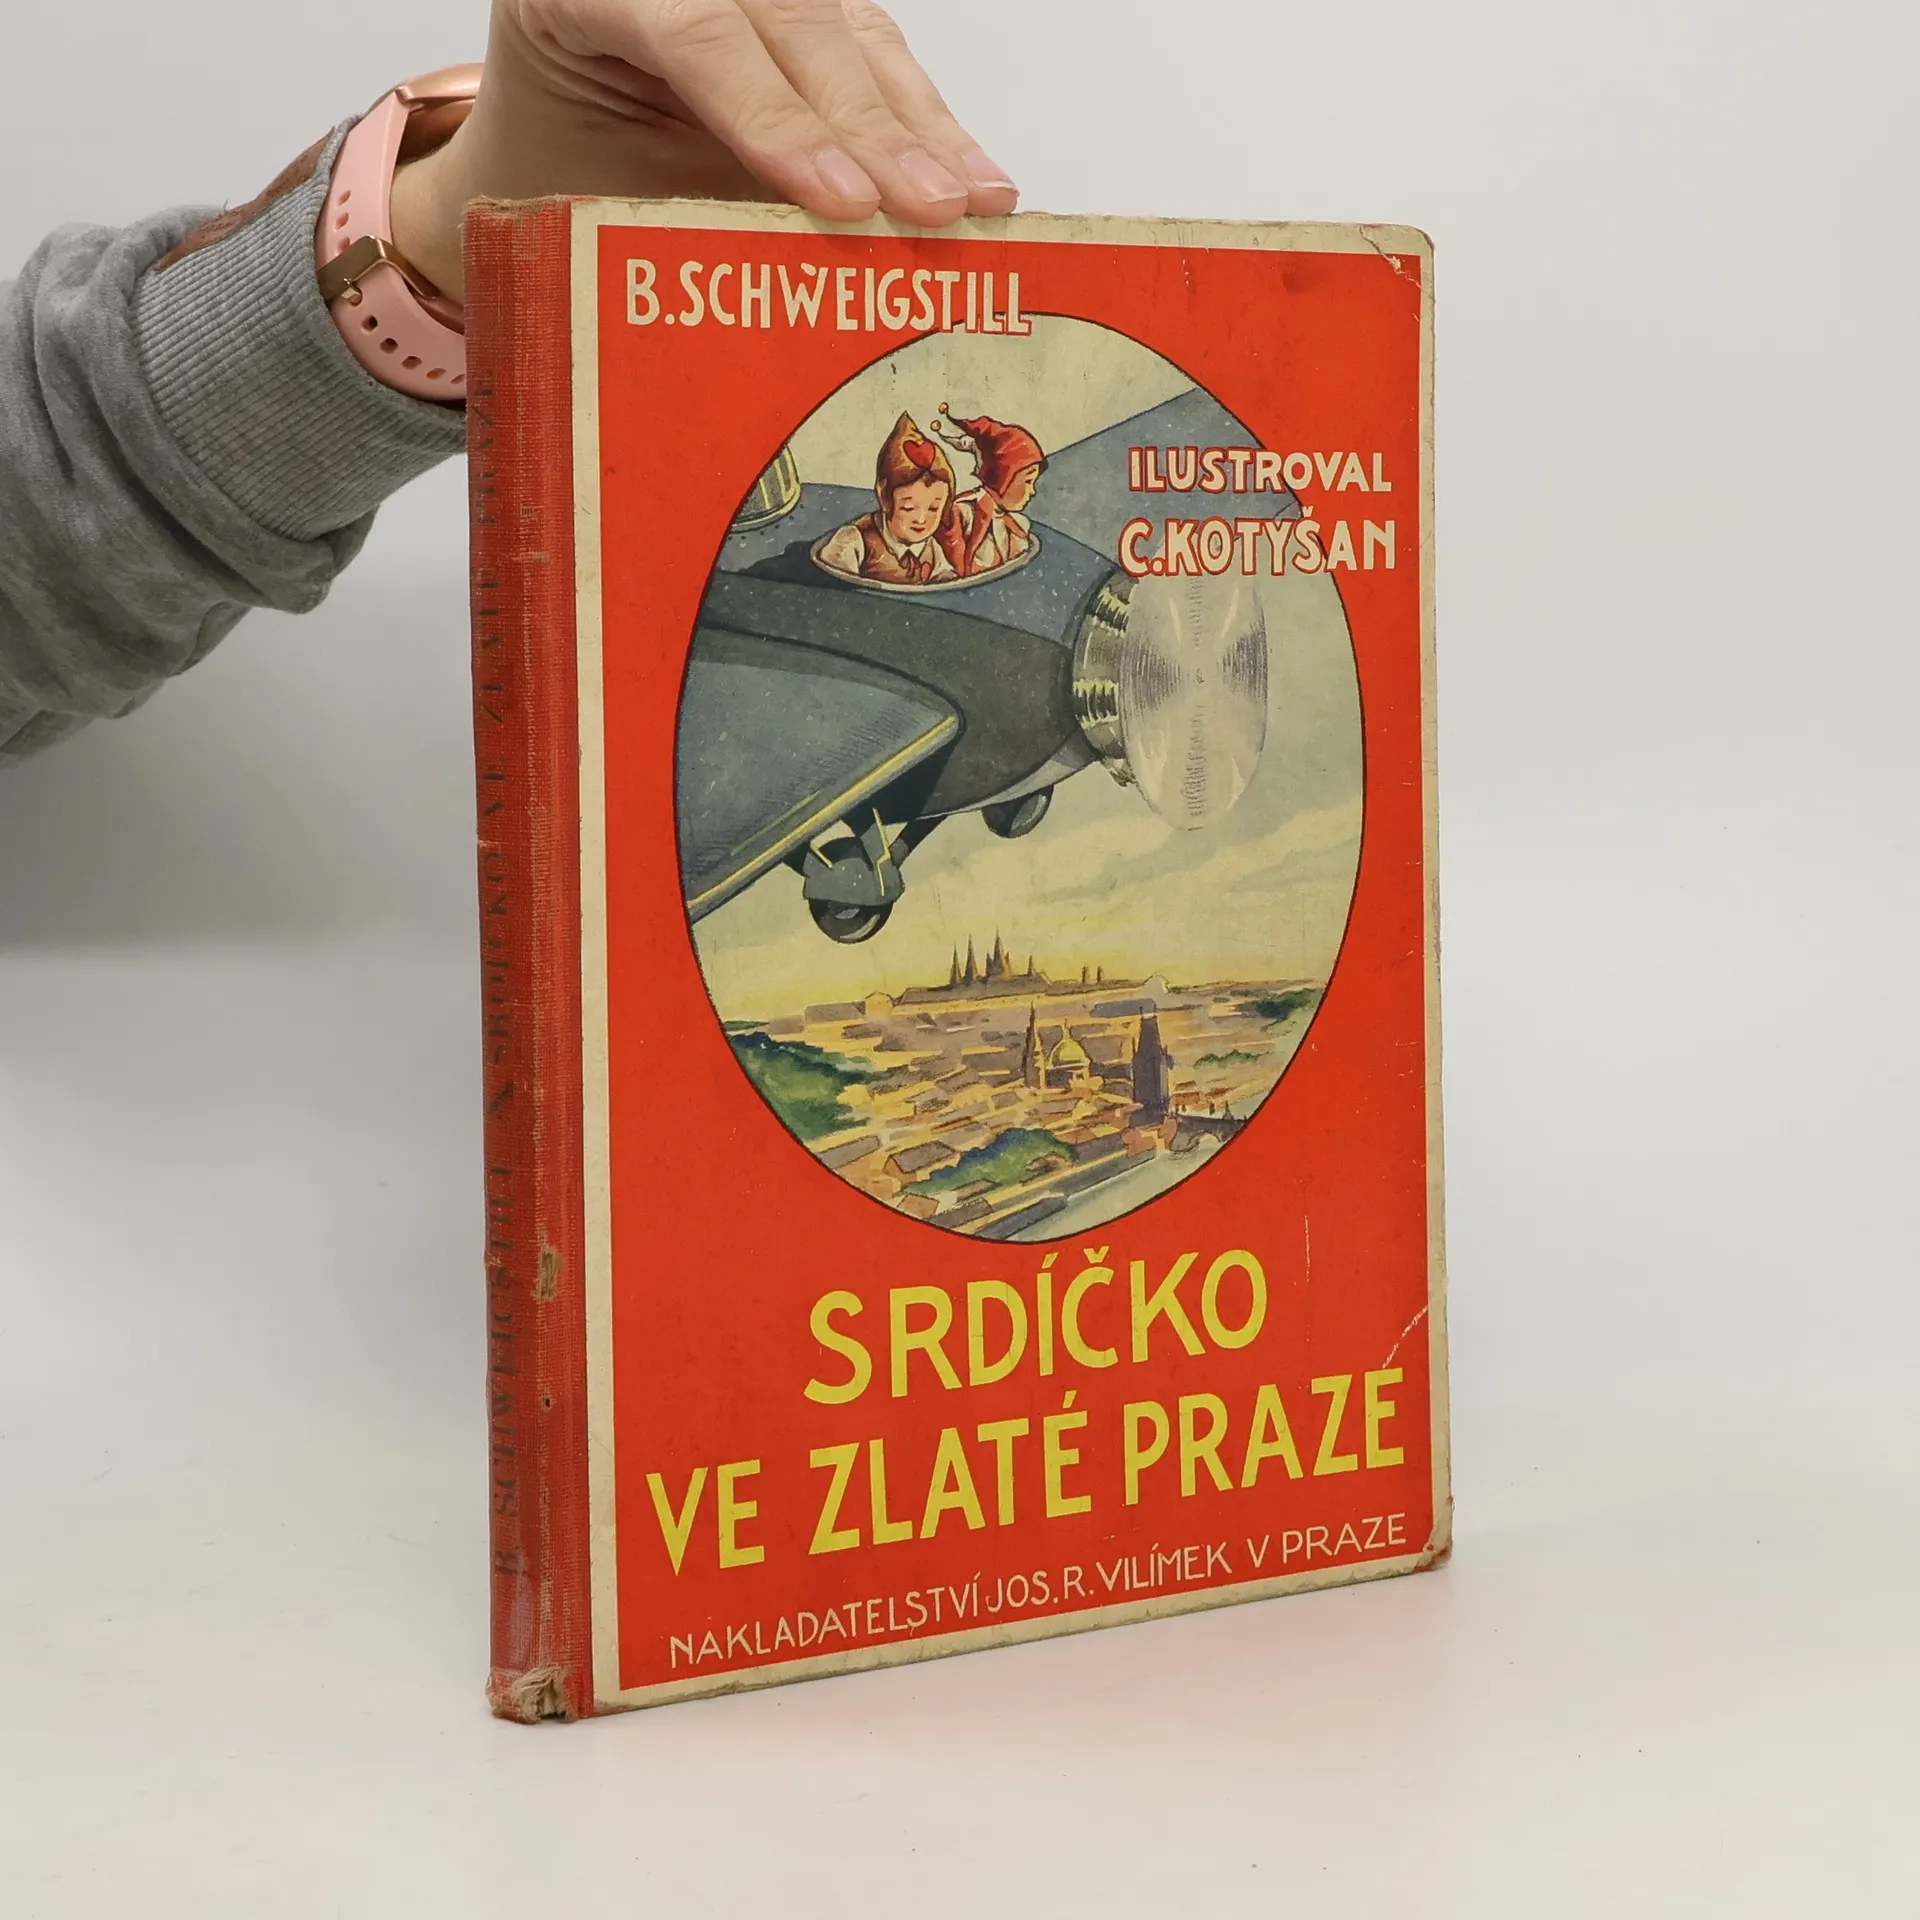 B. SCHWEIGSTILL
ILUSTROVAL
C. KOTYŠAN
SRDÍČKO
VE ZLATÉ PRAZE
NAKLADATELSTVÍ JOS. R. VILÍMEK V PRAZE
B. SCHWEIGSTILL SRDÍČKO VE ZLATÉ PRAZE